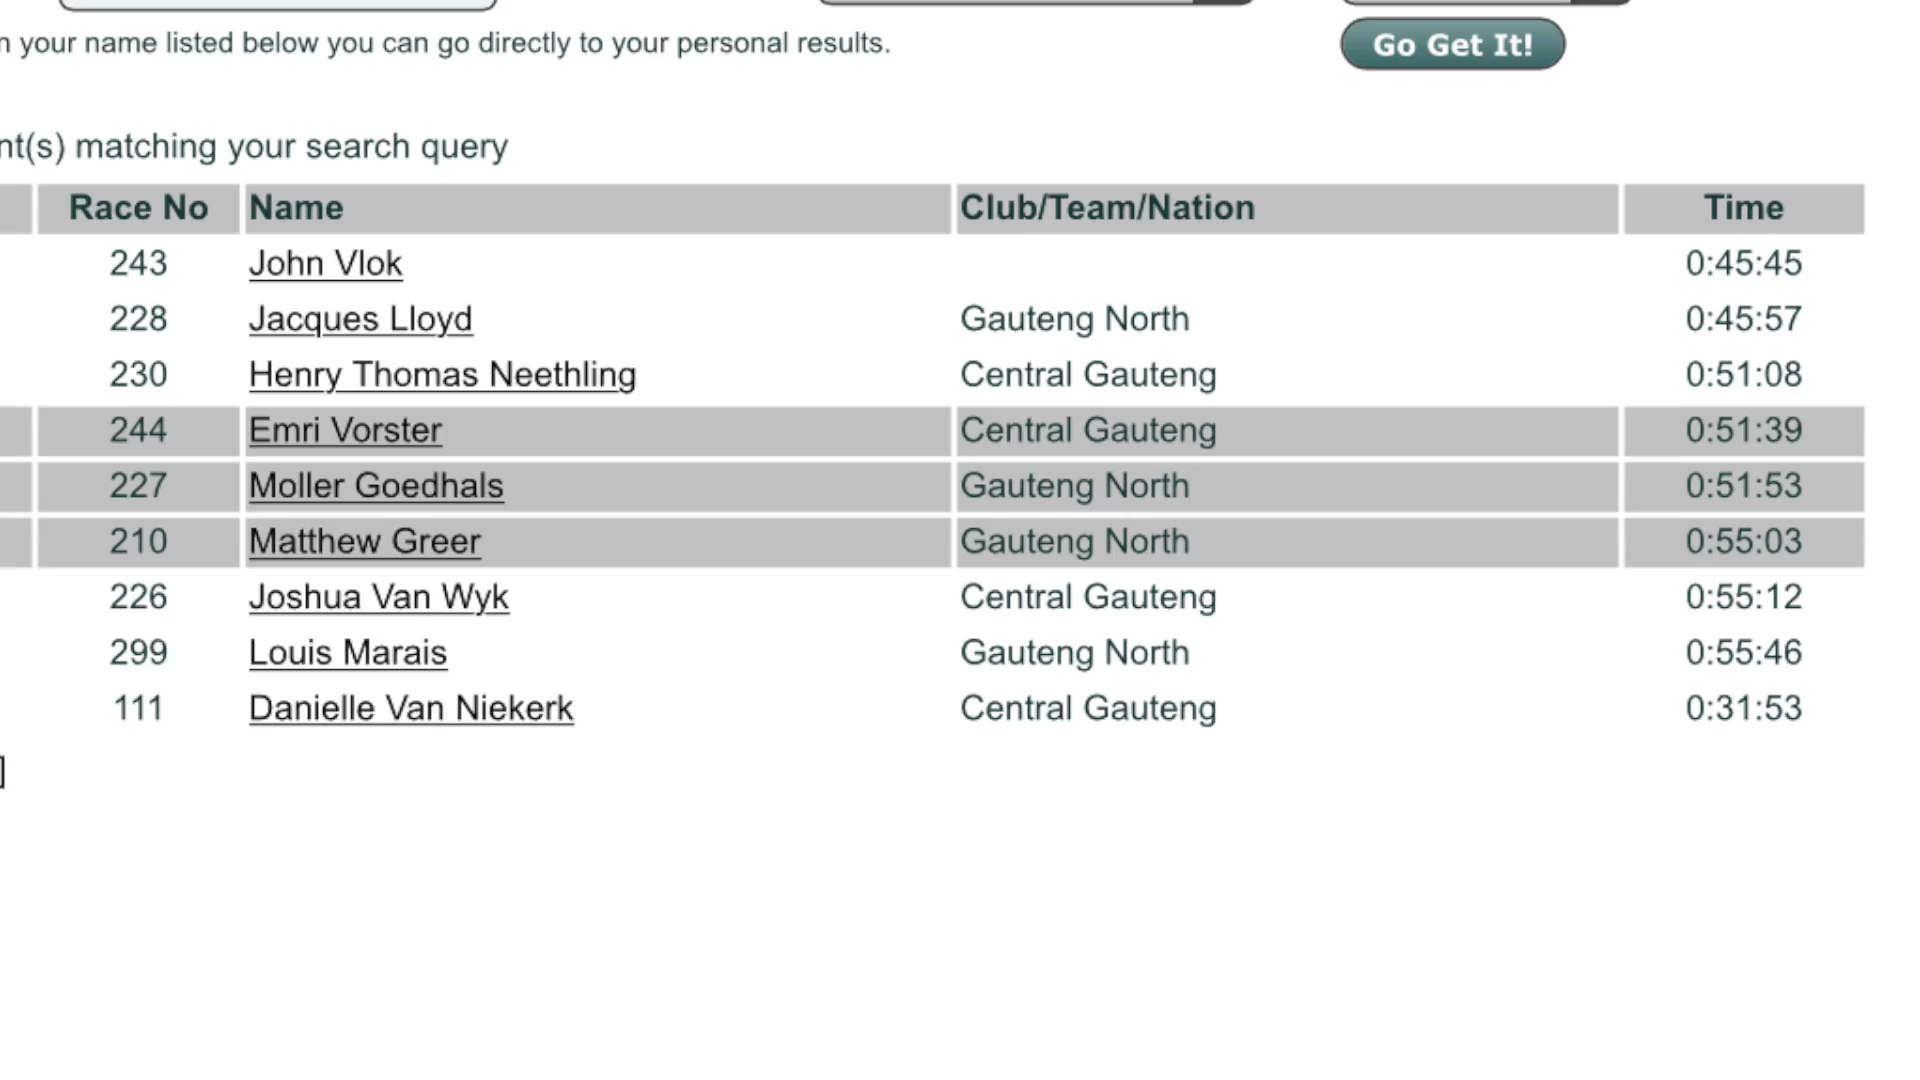 your name listed below you can go directly to your personal results.
Go Get It!
matching your search query
Race No Name Club/Team/Nation Time
243 John Vlok 0:45:45
228 Jacques Lloyd Gauteng North 0:45:57
230 Henry Thomas Neethling Central Gauteng 0:51:08
244 Emri Vorster Central Gauteng 0:51:39
227 Moller Goedhals Gauteng North 0:51:53
210 Matthew Greer Gauteng North 0:55:03
226 Joshua Van Wyk Central Gauteng 0:55:12
299 Louis Marais Gauteng North 0:55:46
111 Danielle Van Niekerk Central Gauteng 0:31:53
]